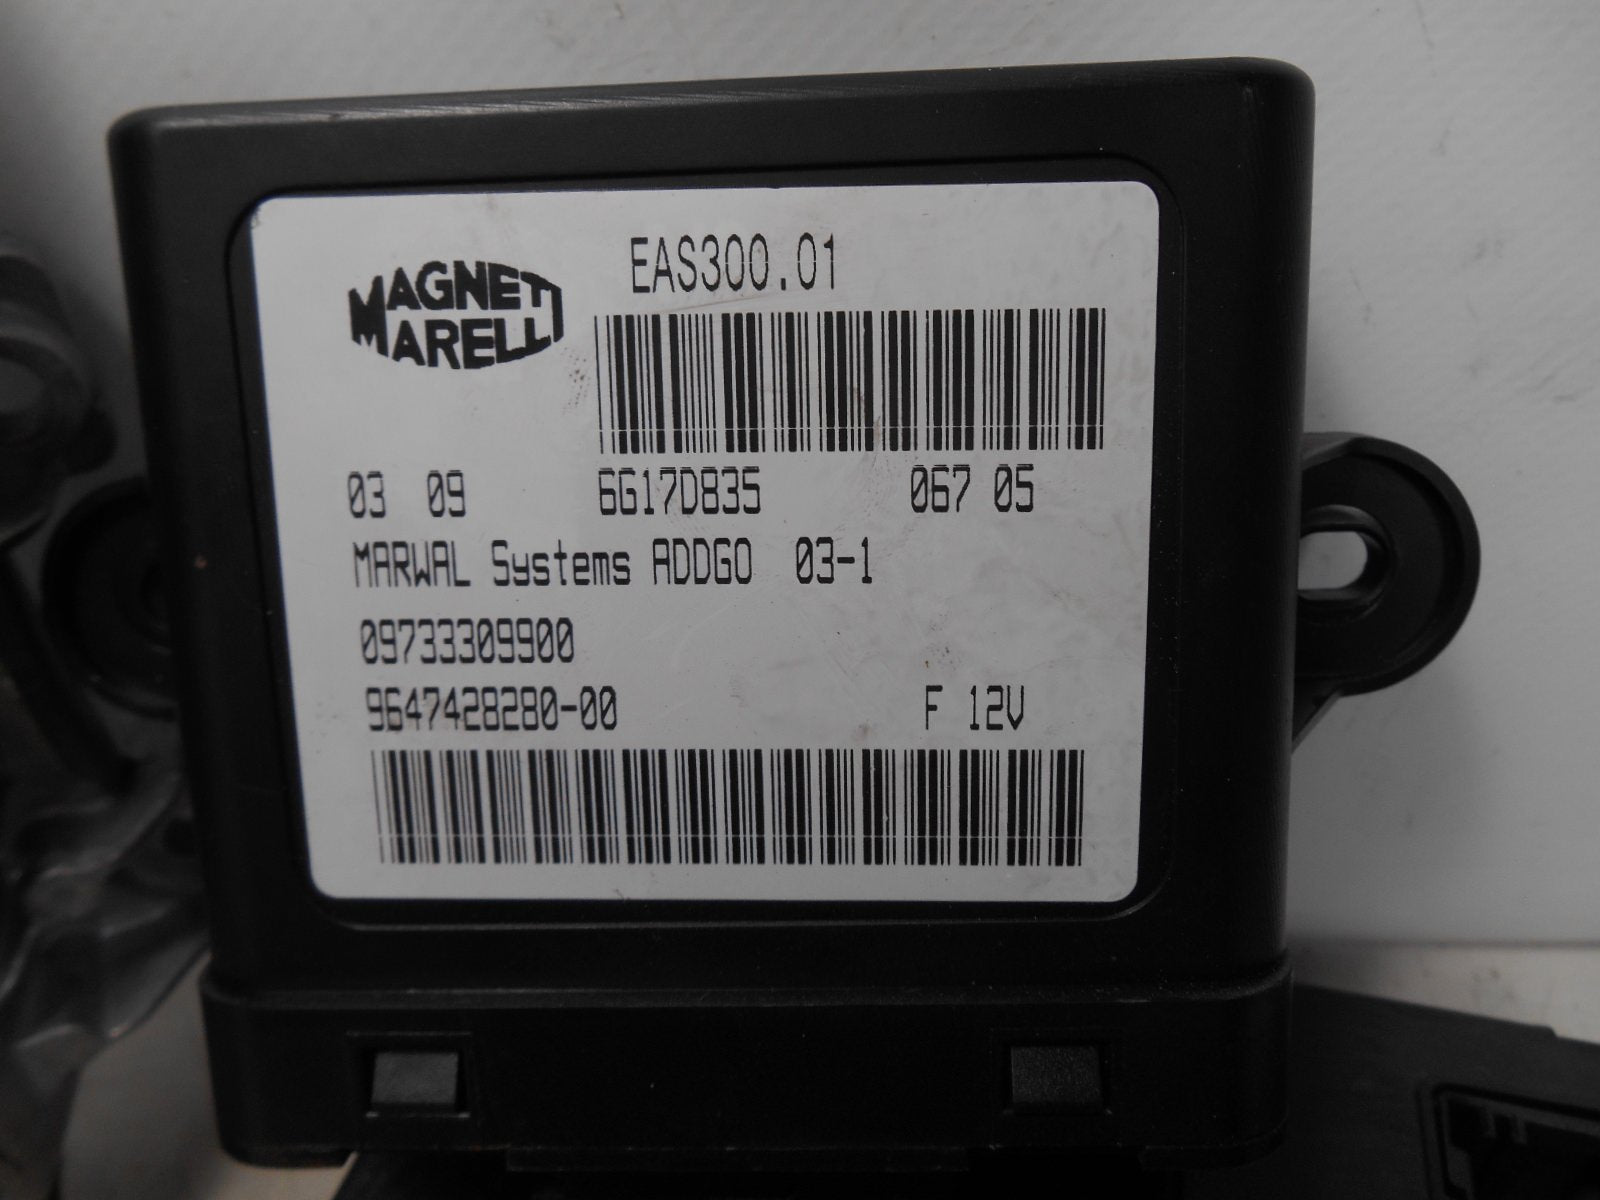 EAS300.01
MAGNETI
MARELLI
03 09 6G17D835 067 05
MARWAL Systems ADDGO 03-1
09733309900
9647428280-00 F 12V